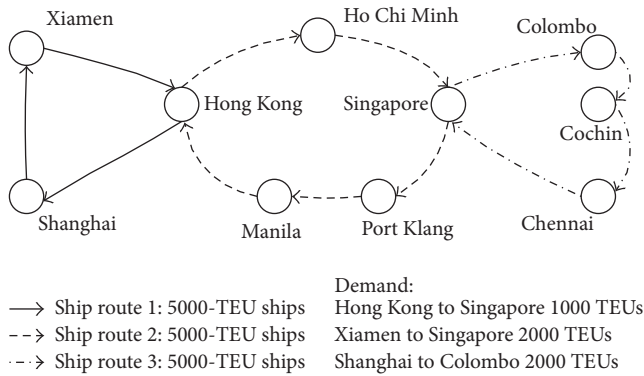 Xiamen
Ho Chi Minh
Colombo
Hong Kong
Singapore
Cochin
Shanghai
Manila
Port Klang
Chennai
Demand:
Ship route 1: 5000-TEU ships
Hong Kong to Singapore 1000 TEUs
Ship route 2: 5000-TEU ships
Xiamen to Singapore 2000 TEUs
Ship route 3: 5000-TEU ships
Shanghai to Colombo 2000 TEUs